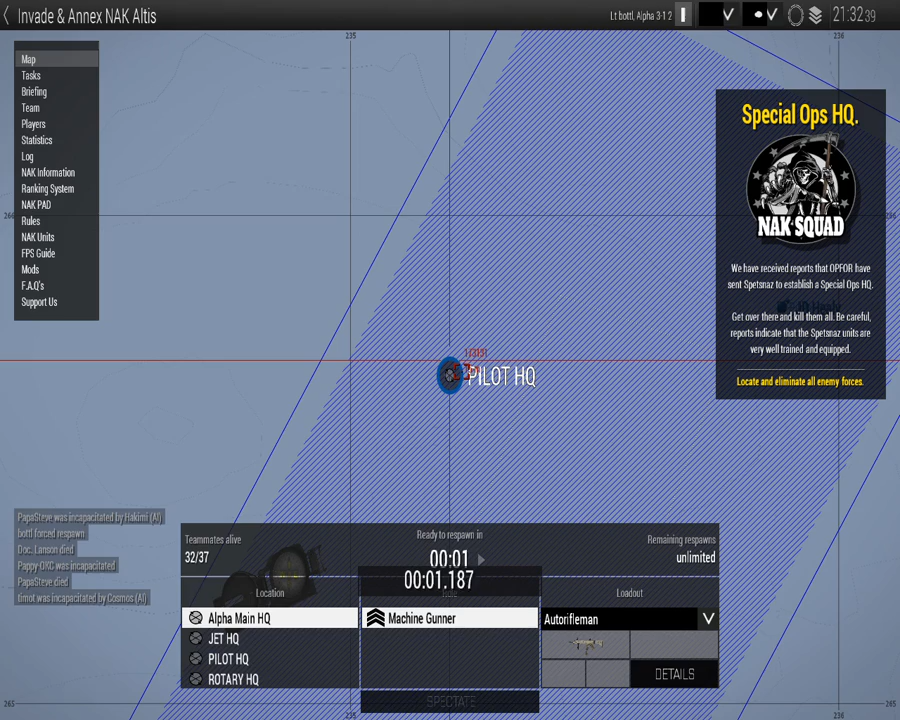 Invade & Annex NAK Altis
Lt bottl, Alpha 3-1 2
21:32 39
235
236
Map
Tasks
Briefing
Team
Players
Statistics
Log
NAK Information
Ranking System
NAK PAD
Rules
NAK Units
FPS Guide
Mods
F.A.Q's
Support Us
Special Ops HQ.
NAK SQUAD
We have received reports that OPFOR have
sent Spetsnaz to establish a Special Ops HQ.
Get over there and kill them all. Be careful,
reports indicate that the Spetsnaz units are
very well trained and equipped.
Locate and eliminate all enemy forces.
PILOT HQ
PapaSteve was incapacitated by Hakimi (AI)
bottl forced respawn
Doc_Lanson died
Pappy-OKC was incapacitated
PapaSteve died
timot was incapacitated by Cosmos (AI)
Teammates alive
32/37
Ready to respawn in
00:01
00:01.187
Remaining respawns
unlimited
Location
Loadout
Alpha Main HQ
JET HQ
PILOT HQ
ROTARY HQ
Machine Gunner
Autorifleman
DETAILS
SPECTATE
265
235
236
265